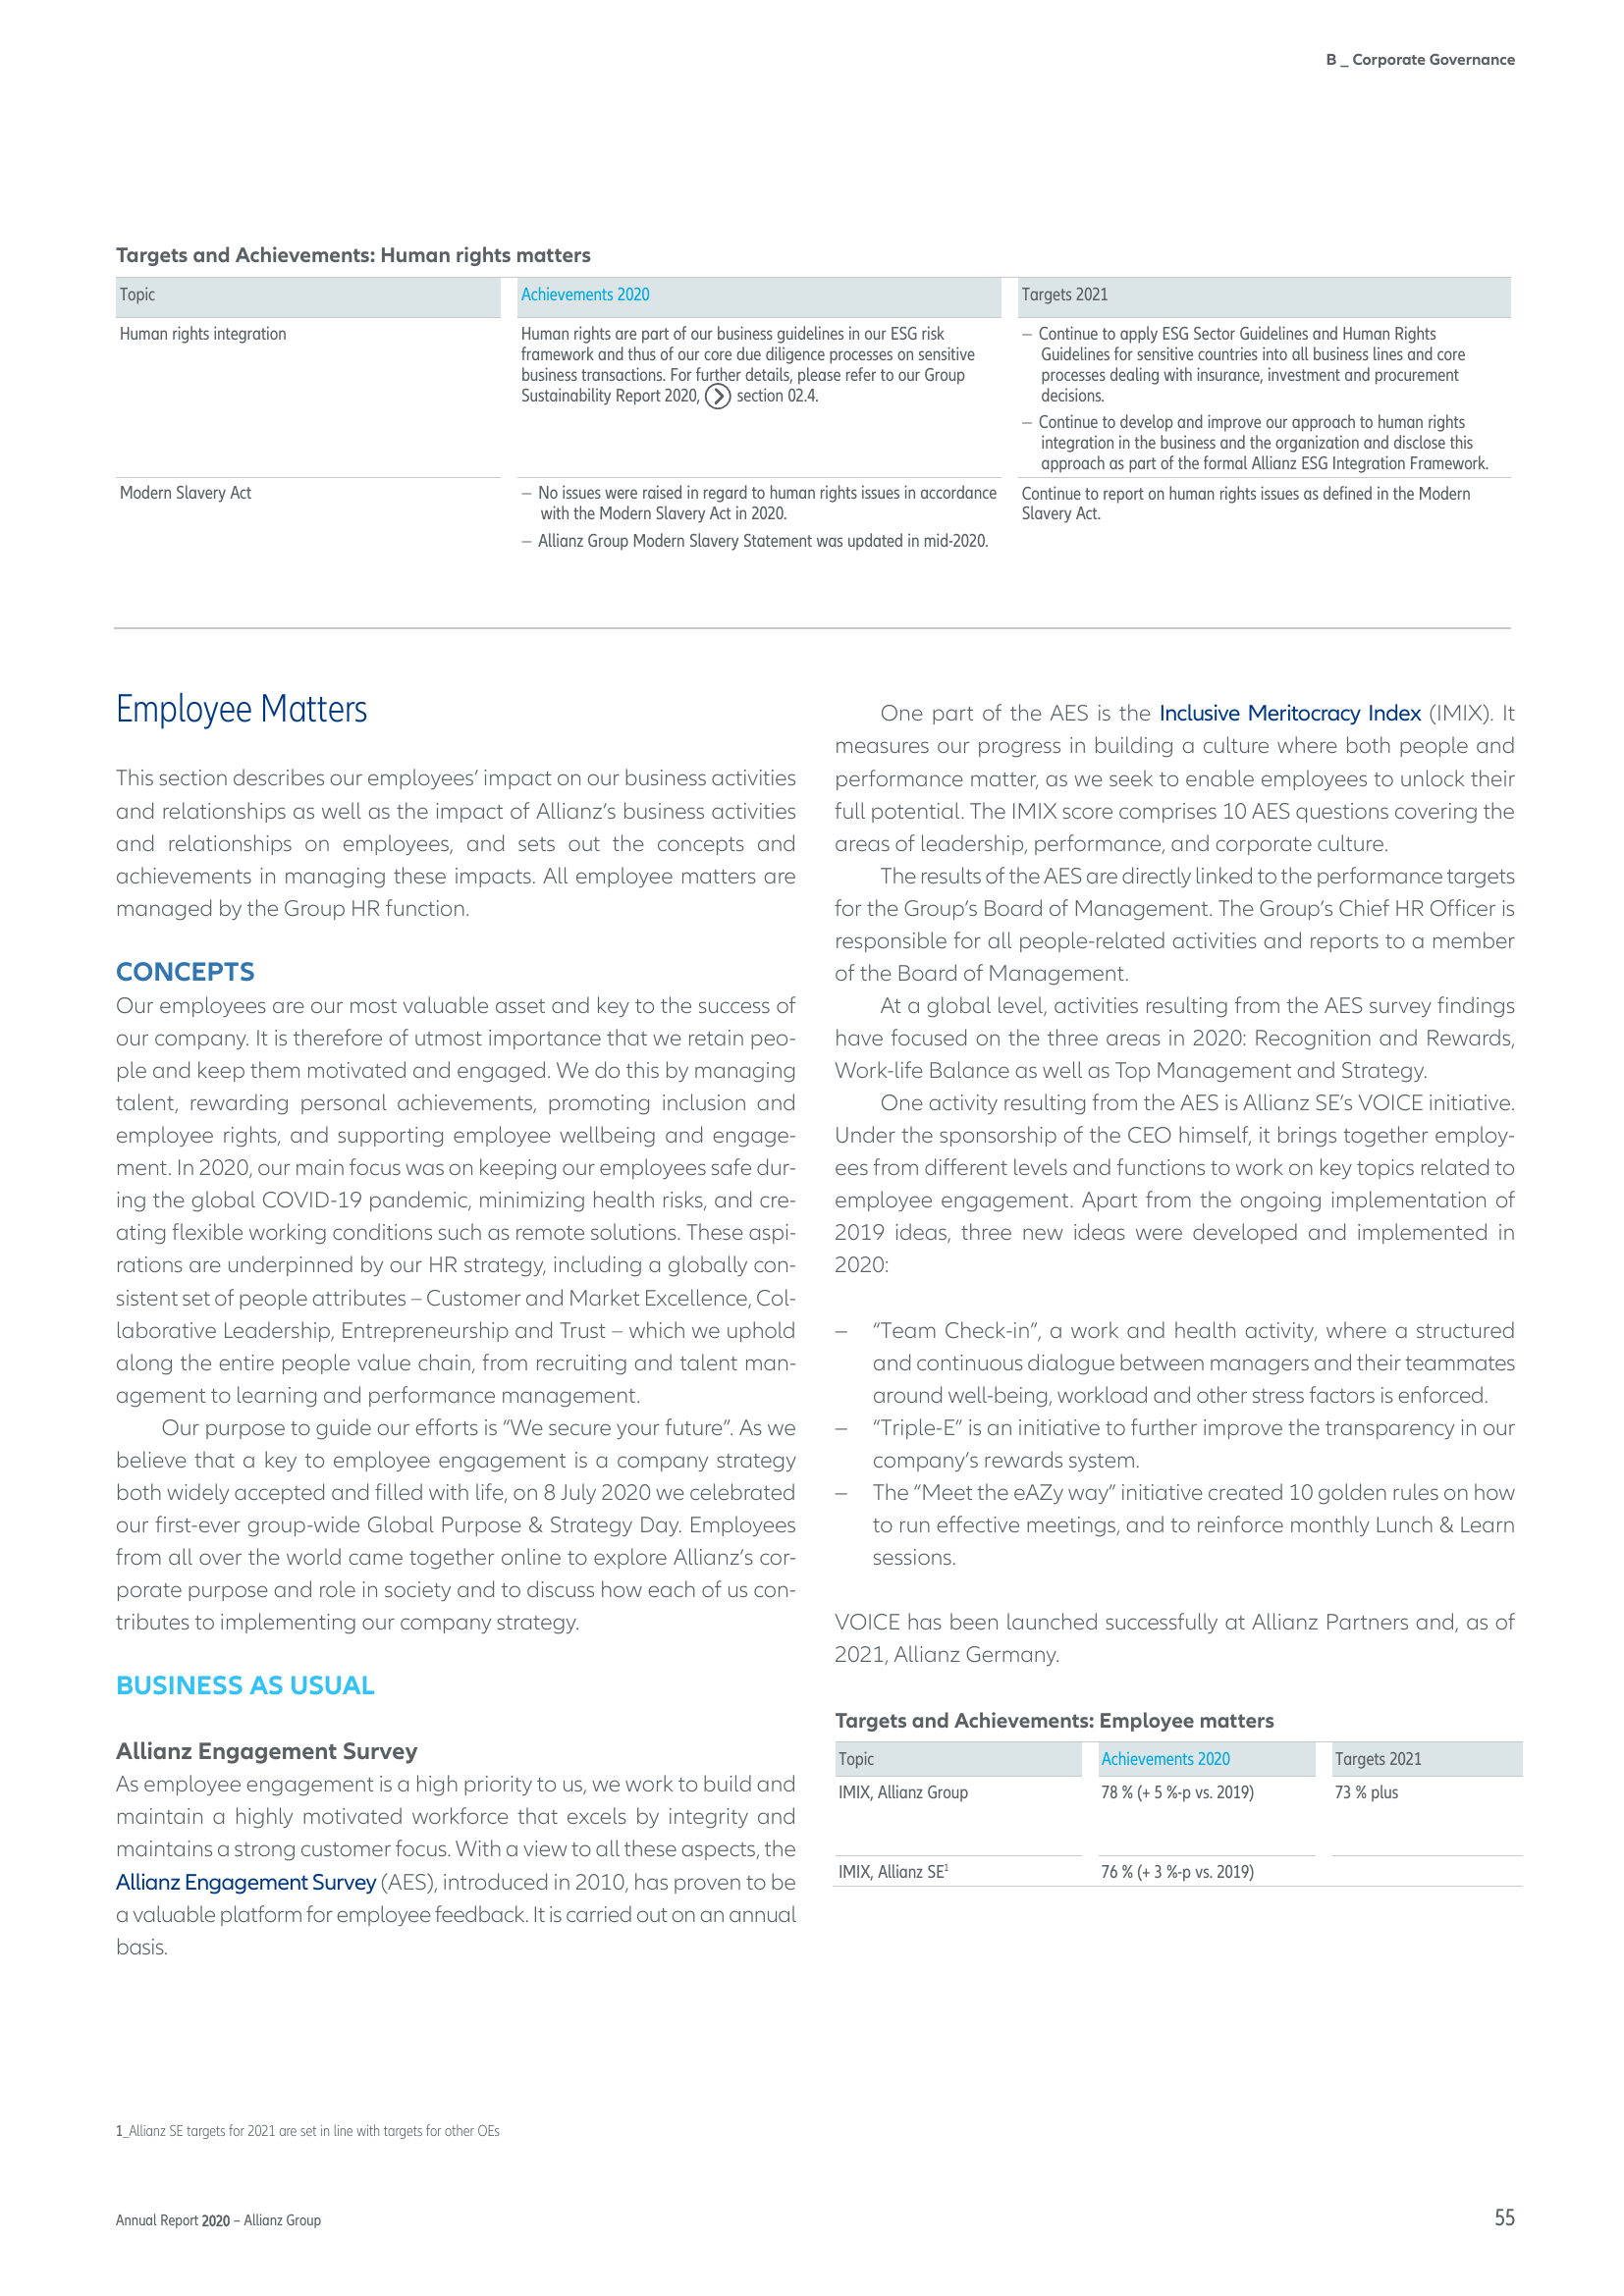 B _ Corporate Governance
Targets and Achievements: Human rights matters
Topic
Achievements 2020
Targets 2021
Human rights integration
Human rights are part of our business guidelines in our ESG risk
framework and thus of our core due diligence processes on sensitive
business transactions. For further details, please refer to our Group
Sustainability Report 2020, section 02.4.
– Continue to apply ESG Sector Guidelines and Human Rights
Guidelines for sensitive countries into all business lines and core
processes dealing with insurance, investment and procurement
decisions.
– Continue to develop and improve our approach to human rights
integration in the business and the organization and disclose this
approach as part of the formal Allianz ESG Integration Framework.
Modern Slavery Act
– No issues were raised in regard to human rights issues in accordance
with the Modern Slavery Act in 2020.
– Allianz Group Modern Slavery Statement was updated in mid-2020.
Continue to report on human rights issues as defined in the Modern
Slavery Act.
Employee Matters
This section describes our employees’ impact on our business activities
and relationships as well as the impact of Allianz’s business activities
and relationships on employees, and sets out the concepts and
achievements in managing these impacts. All employee matters are
managed by the Group HR function.
CONCEPTS
Our employees are our most valuable asset and key to the success of
our company. It is therefore of utmost importance that we retain peo-
ple and keep them motivated and engaged. We do this by managing
talent, rewarding personal achievements, promoting inclusion and
employee rights, and supporting employee wellbeing and engage-
ment. In 2020, our main focus was on keeping our employees safe dur-
ing the global COVID-19 pandemic, minimizing health risks, and cre-
ating flexible working conditions such as remote solutions. These aspi-
rations are underpinned by our HR strategy, including a globally con-
sistent set of people attributes – Customer and Market Excellence, Col-
laborative Leadership, Entrepreneurship and Trust – which we uphold
along the entire people value chain, from recruiting and talent man-
agement to learning and performance management.
Our purpose to guide our efforts is “We secure your future”. As we
believe that a key to employee engagement is a company strategy
both widely accepted and filled with life, on 8 July 2020 we celebrated
our first-ever group-wide Global Purpose & Strategy Day. Employees
from all over the world came together online to explore Allianz’s cor-
porate purpose and role in society and to discuss how each of us con-
tributes to implementing our company strategy.
BUSINESS AS USUAL
Allianz Engagement Survey
As employee engagement is a high priority to us, we work to build and
maintain a highly motivated workforce that excels by integrity and
maintains a strong customer focus. With a view to all these aspects, the
Allianz Engagement Survey (AES), introduced in 2010, has proven to be
a valuable platform for employee feedback. It is carried out on an annual
basis.
One part of the AES is the Inclusive Meritocracy Index (IMIX). It
measures our progress in building a culture where both people and
performance matter, as we seek to enable employees to unlock their
full potential. The IMIX score comprises 10 AES questions covering the
areas of leadership, performance, and corporate culture.
The results of the AES are directly linked to the performance targets
for the Group’s Board of Management. The Group’s Chief HR Officer is
responsible for all people-related activities and reports to a member
of the Board of Management.
At a global level, activities resulting from the AES survey findings
have focused on the three areas in 2020: Recognition and Rewards,
Work-life Balance as well as Top Management and Strategy.
One activity resulting from the AES is Allianz SE’s VOICE initiative.
Under the sponsorship of the CEO himself, it brings together employ-
ees from different levels and functions to work on key topics related to
employee engagement. Apart from the ongoing implementation of
2019 ideas, three new ideas were developed and implemented in
2020:
– “Team Check-in”, a work and health activity, where a structured
and continuous dialogue between managers and their teammates
around well-being, workload and other stress factors is enforced.
– “Triple-E” is an initiative to further improve the transparency in our
company’s rewards system.
– The “Meet the eAZy way” initiative created 10 golden rules on how
to run effective meetings, and to reinforce monthly Lunch & Learn
sessions.
VOICE has been launched successfully at Allianz Partners and, as of
2021, Allianz Germany.
Targets and Achievements: Employee matters
Topic
Achievements 2020
Targets 2021
IMIX, Allianz Group
78 % (+ 5 %-p vs. 2019)
73 % plus
IMIX, Allianz SE¹
76 % (+ 3 %-p vs. 2019)
1_Allianz SE targets for 2021 are set in line with targets for other OEs
Annual Report 2020 – Allianz Group
55